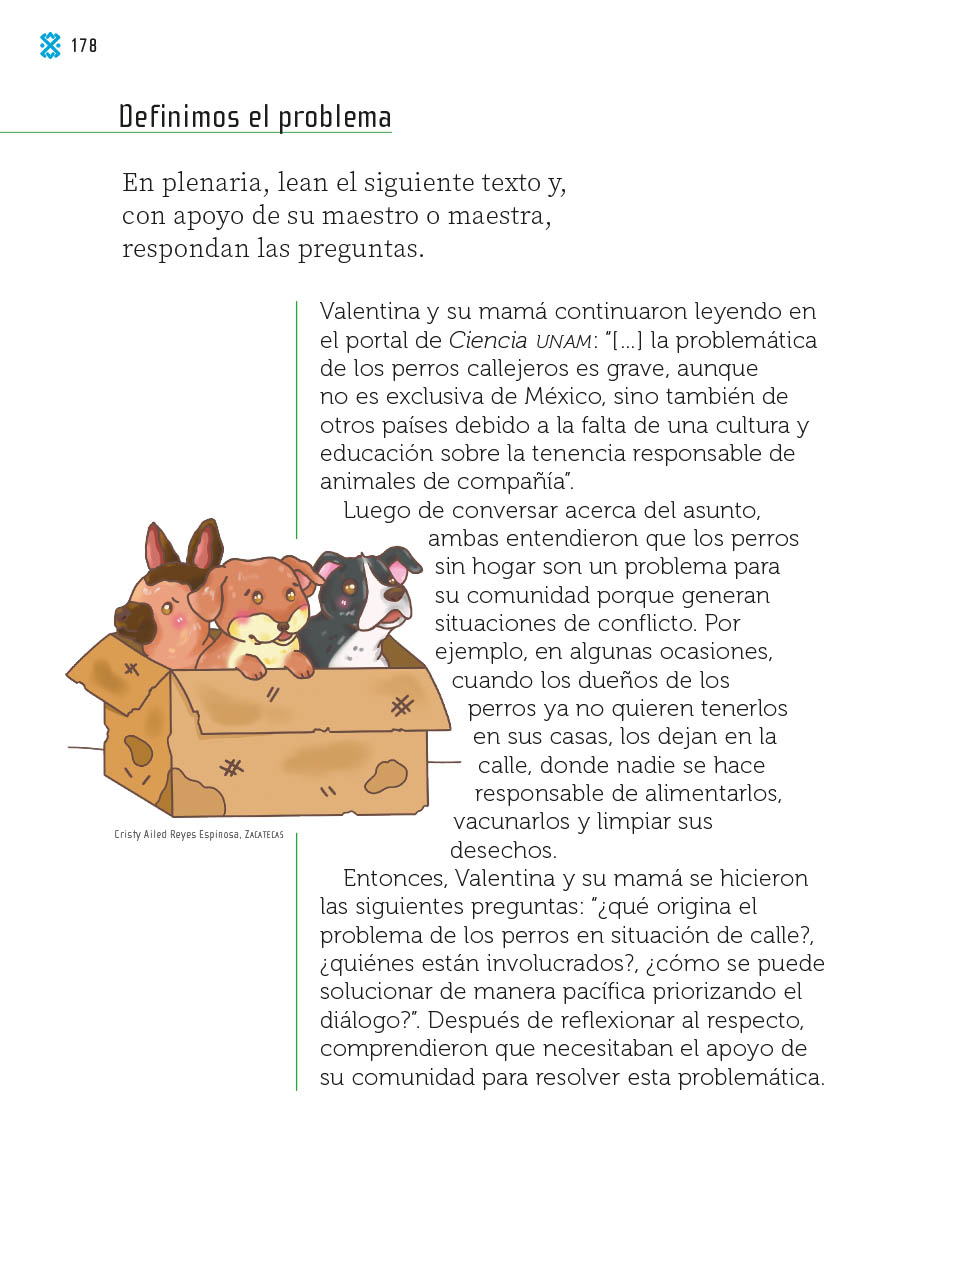 178
Definimos el problema
En plenaria, lean el siguiente texto y,
con apoyo de su maestro o maestra,
respondan las preguntas.
Valentina y su mamá continuaron leyendo en
el portal de Ciencia UNAM: “[…] la problemática
de los perros callejeros es grave, aunque
no es exclusiva de México, sino también de
otros países debido a la falta de una cultura y
educación sobre la tenencia responsable de
animales de compañía”.
Luego de conversar acerca del asunto,
ambas entendieron que los perros
sin hogar son un problema para
su comunidad porque generan
situaciones de conflicto. Por
ejemplo, en algunas ocasiones,
cuando los dueños de los
perros ya no quieren tenerlos
en sus casas, los dejan en la
calle, donde nadie se hace
responsable de alimentarlos,
vacunarlos y limpiar sus
desechos.
Cristy Ailed Reyes Espinosa, ZACATECAS
Entonces, Valentina y su mamá se hicieron
las siguientes preguntas: “¿qué origina el
problema de los perros en situación de calle?,
¿quiénes están involucrados?, ¿cómo se puede
solucionar de manera pacífica priorizando el
diálogo?”. Después de reflexionar al respecto,
comprendieron que necesitaban el apoyo de
su comunidad para resolver esta problemática.